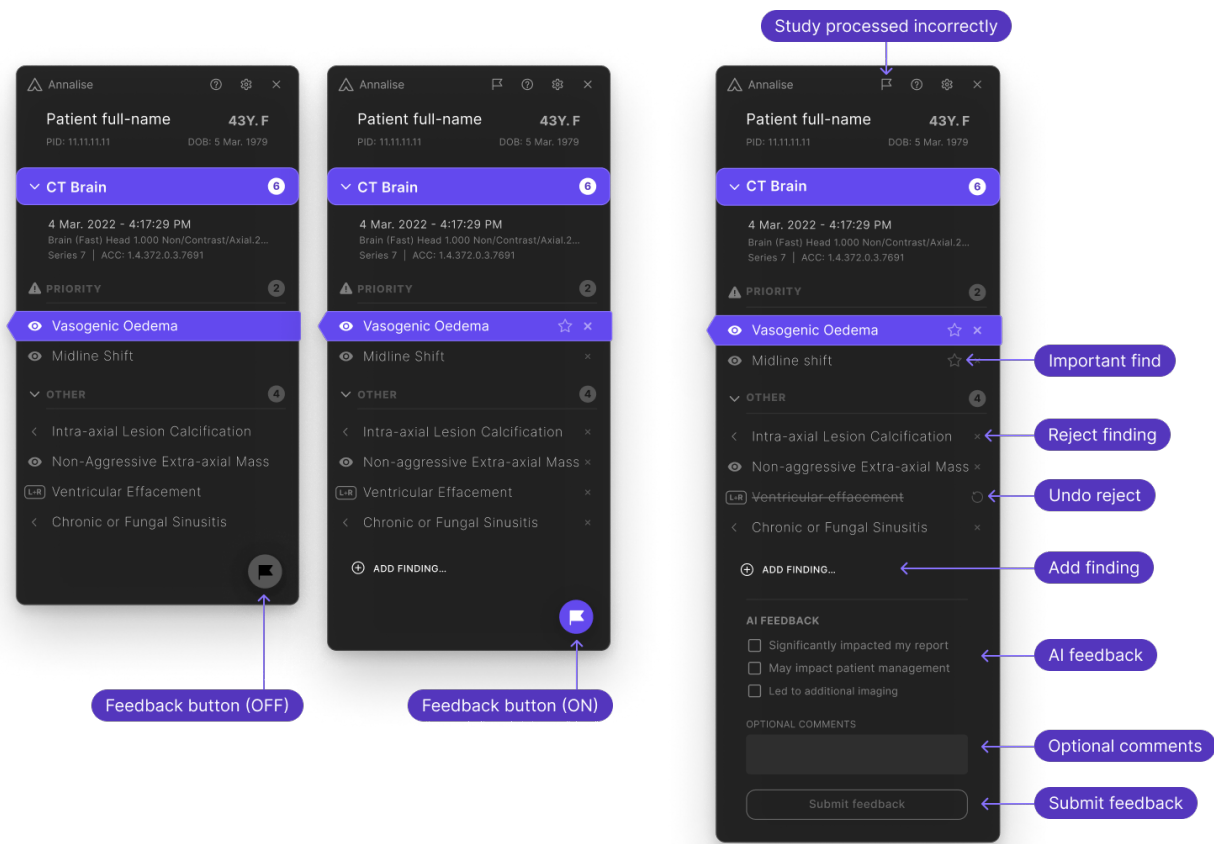 Study processed incorrectly
Annalise
Patient full-name 43Y. F
PID: 11.11.11.11 DOB: 5 Mar. 1979
CT Brain 6
4 Mar. 2022 - 4:17:29 PM
Brain (Fast) Head 1.000 Non/Contrast/Axial.2...
Series 7 | ACC: 1.4.372.0.3.7691
PRIORITY 2
Vasogenic Oedema
Midline Shift
OTHER 4
Intra-axial Lesion Calcification
Non-Aggressive Extra-axial Mass
L+R Ventricular Effacement
Chronic or Fungal Sinusitis
Feedback button (OFF)
Annalise
Patient full-name 43Y. F
PID: 11.11.11.11 DOB: 5 Mar. 1979
CT Brain 6
4 Mar. 2022 - 4:17:29 PM
Brain (Fast) Head 1.000 Non/Contrast/Axial.2...
Series 7 | ACC: 1.4.372.0.3.7691
PRIORITY 2
Vasogenic Oedema
Midline Shift
OTHER 4
Intra-axial Lesion Calcification
Non-aggressive Extra-axial Mass
L+R Ventricular Effacement
Chronic or Fungal Sinusitis
ADD FINDING...
Feedback button (ON)
Annalise
Patient full-name 43Y. F
PID: 11.11.11.11 DOB: 5 Mar. 1979
CT Brain 6
4 Mar. 2022 - 4:17:29 PM
Brain (Fast) Head 1.000 Non/Contrast/Axial.2...
Series 7 | ACC: 1.4.372.0.3.7691
PRIORITY 2
Vasogenic Oedema
Midline shift
Important find
OTHER 4
Intra-axial Lesion Calcification
Reject finding
Non-aggressive Extra-axial Mass
L+R Ventricular effacement
Undo reject
Chronic or Fungal Sinusitis
ADD FINDING...
Add finding
AI FEEDBACK
Significantly impacted my report
May impact patient management
AI feedback
Led to additional imaging
OPTIONAL COMMENTS
Optional comments
Submit feedback
Submit feedback